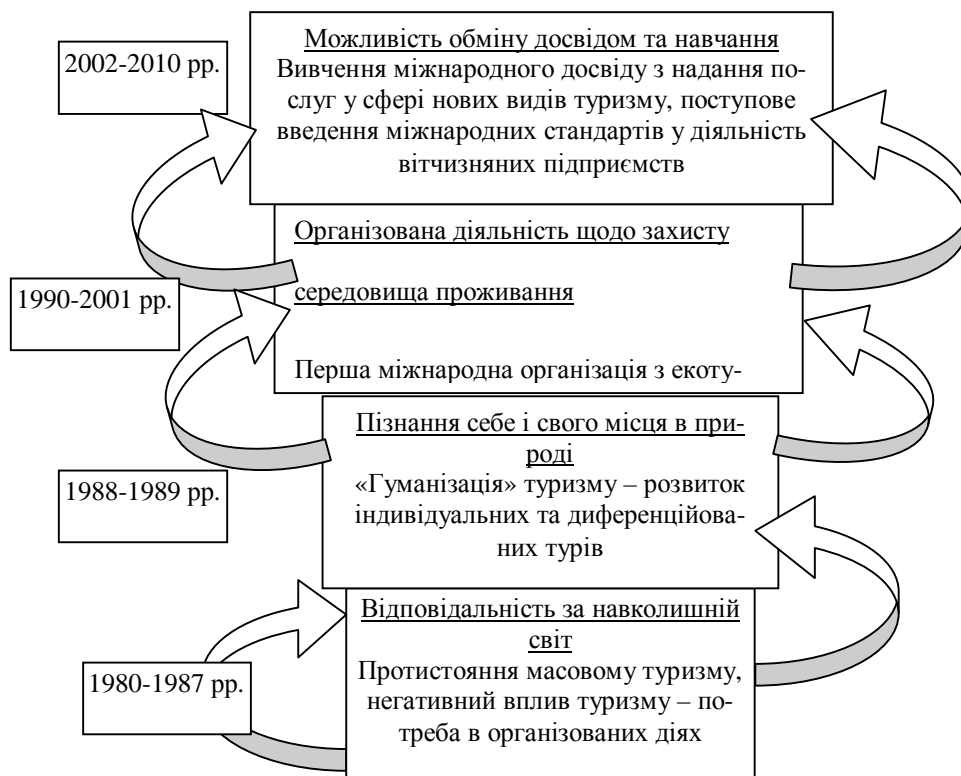 2002-2010 рр.
Можливість обміну досвідом та навчання
Вивчення міжнародного досвіду з надання по-
слуг у сфері нових видів туризму, поступове
введення міжнародних стандартів у діяльність
вітчизняних підприємств
1990-2001 рр.
Організована діяльність щодо захисту
середовища проживання
Перша міжнародна організація з екоту-
1988-1989 рр.
Пізнання себе і свого місця в при-
роді
«Гуманізація» туризму – розвиток
індивідуальних та диференційова-
них турів
1980-1987 рр.
Відповідальність за навколишній
світ
Протистояння масовому туризму,
негативний вплив туризму – по-
треба в організованих діях